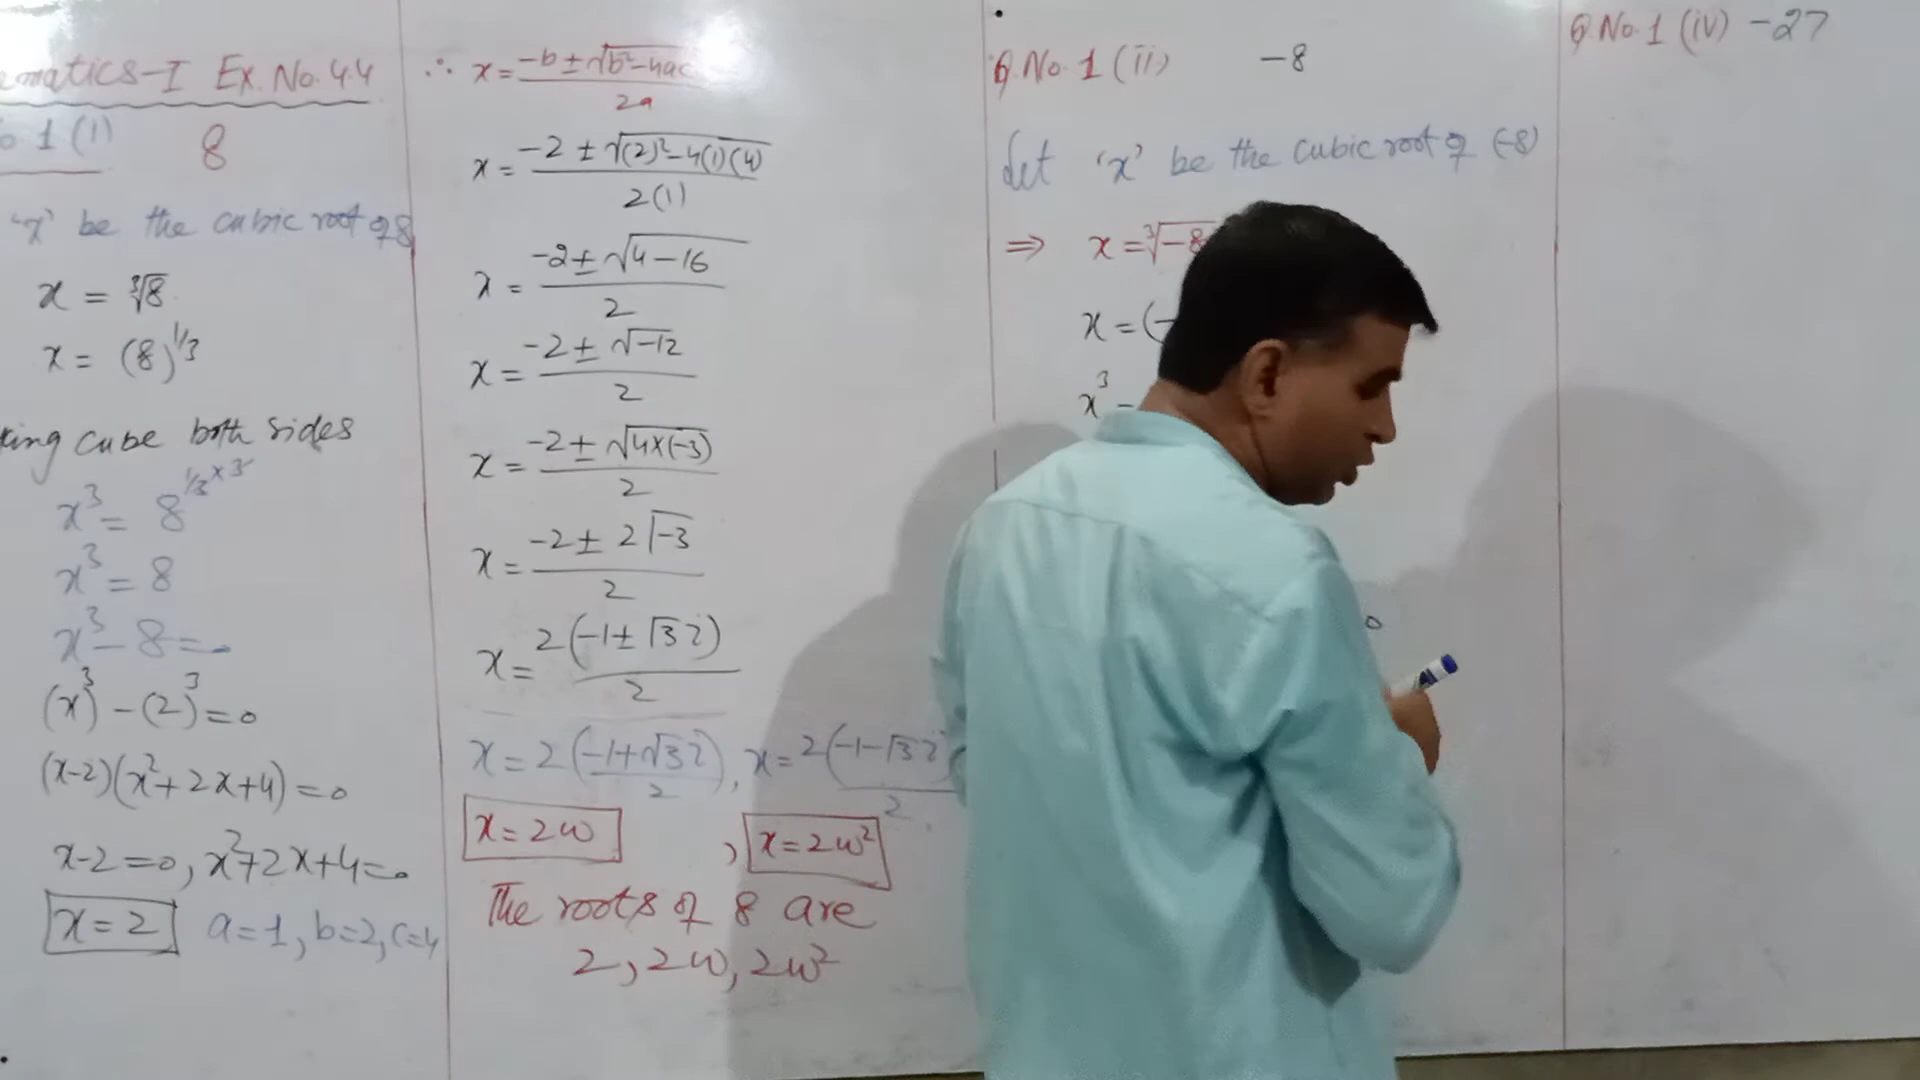 ematics-I Ex. No. 4.4
o 1 (I) 8
'x' be the cubic root of 8
x = ∛8
x = (8)^1/3
king cube both sides
x³ = 8^1/3×3
x³ = 8
x³ - 8 = 0
(x)³ - (2)³ = 0
(x-2)(x²+2x+4) = 0
x-2=0, x²+2x+4=0
x=2 a=1, b=2, c=4
∴ x = (-b ± √b²-4ac)/2a
x = (-2 ± √(2)²-4(1)(4))/2(1)
x = (-2 ± √4-16)/2
x = (-2 ± √-12)/2
x = (-2 ± √4×(-3))/2
x = (-2 ± 2√-3)/2
x = 2(-1 ± √3 i)/2
x = 2((-1+√3 i)/2), x = 2(-1-√3 i)/2
x = 2ω , x = 2ω²
The roots of 8 are
2, 2ω, 2ω²
Q.No. 1 (ii) -8
Let 'x' be the cubic root of (-8)
⇒ x = ∛-8
x = (-
x³ -
0
Q.No. 1 (iv) -27